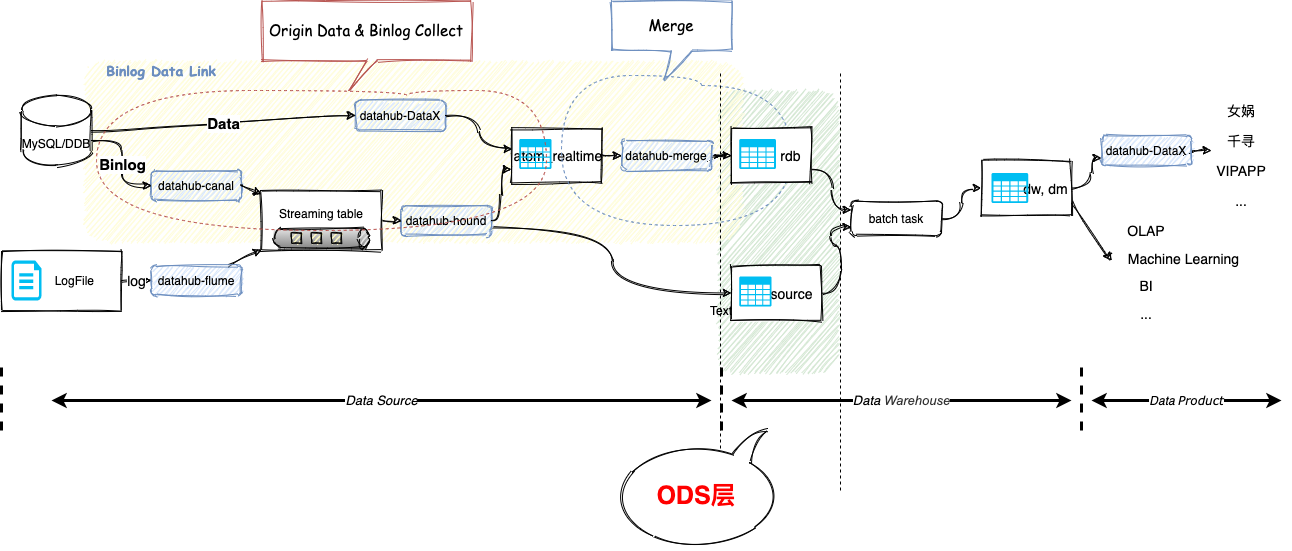 Origin Data & Binlog Collect
Merge
Binlog Data Link
MySQL/DDB
Data
datahub-DataX
Binlog
datahub-canal
Streaming table
datahub-hound
atom_realtime
datahub-merge
rdb
LogFile
log
datahub-flume
Text
source
batch task
dw, dm
datahub-DataX
女娲
千寻
VIPAPP
...
OLAP
Machine Learning
BI
...
Data Source
Data Warehouse
Data Product
ODS层